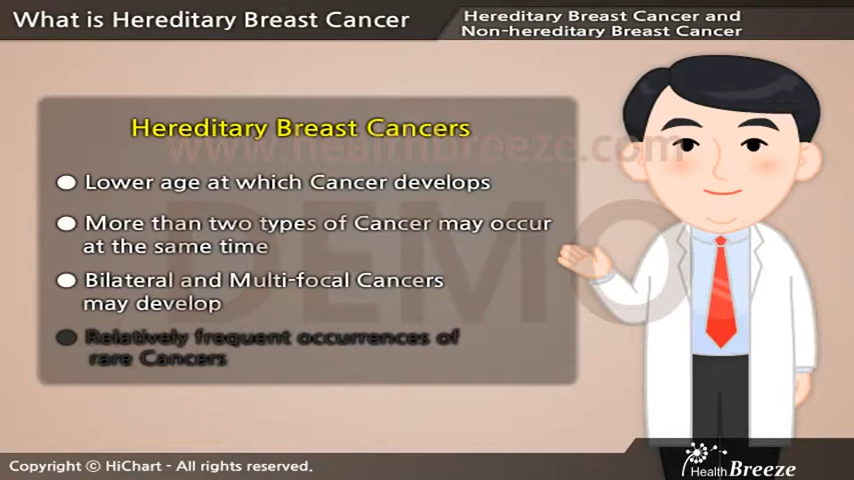 What is Hereditary Breast Cancer
Hereditary Breast Cancer and
Non-hereditary Breast Cancer
Hereditary Breast Cancers
www.healthbreeze.com
Lower age at which Cancer develops
More than two types of Cancer may occur
at the same time
DEMO
Bilateral and Multi-focal Cancers
may develop
Relatively frequent occurrences of
rare Cancers
Copyright © HiChart - All rights reserved.
Health Breeze